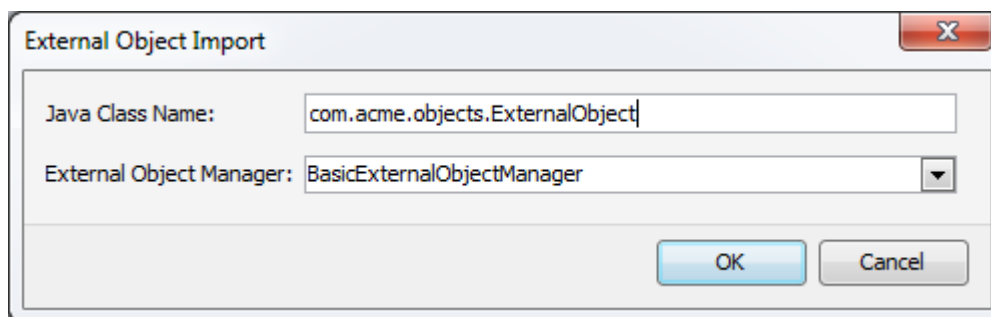 External Object Import
Java Class Name: com.acme.objects.ExternalObject
External Object Manager: BasicExternalObjectManager
OK Cancel